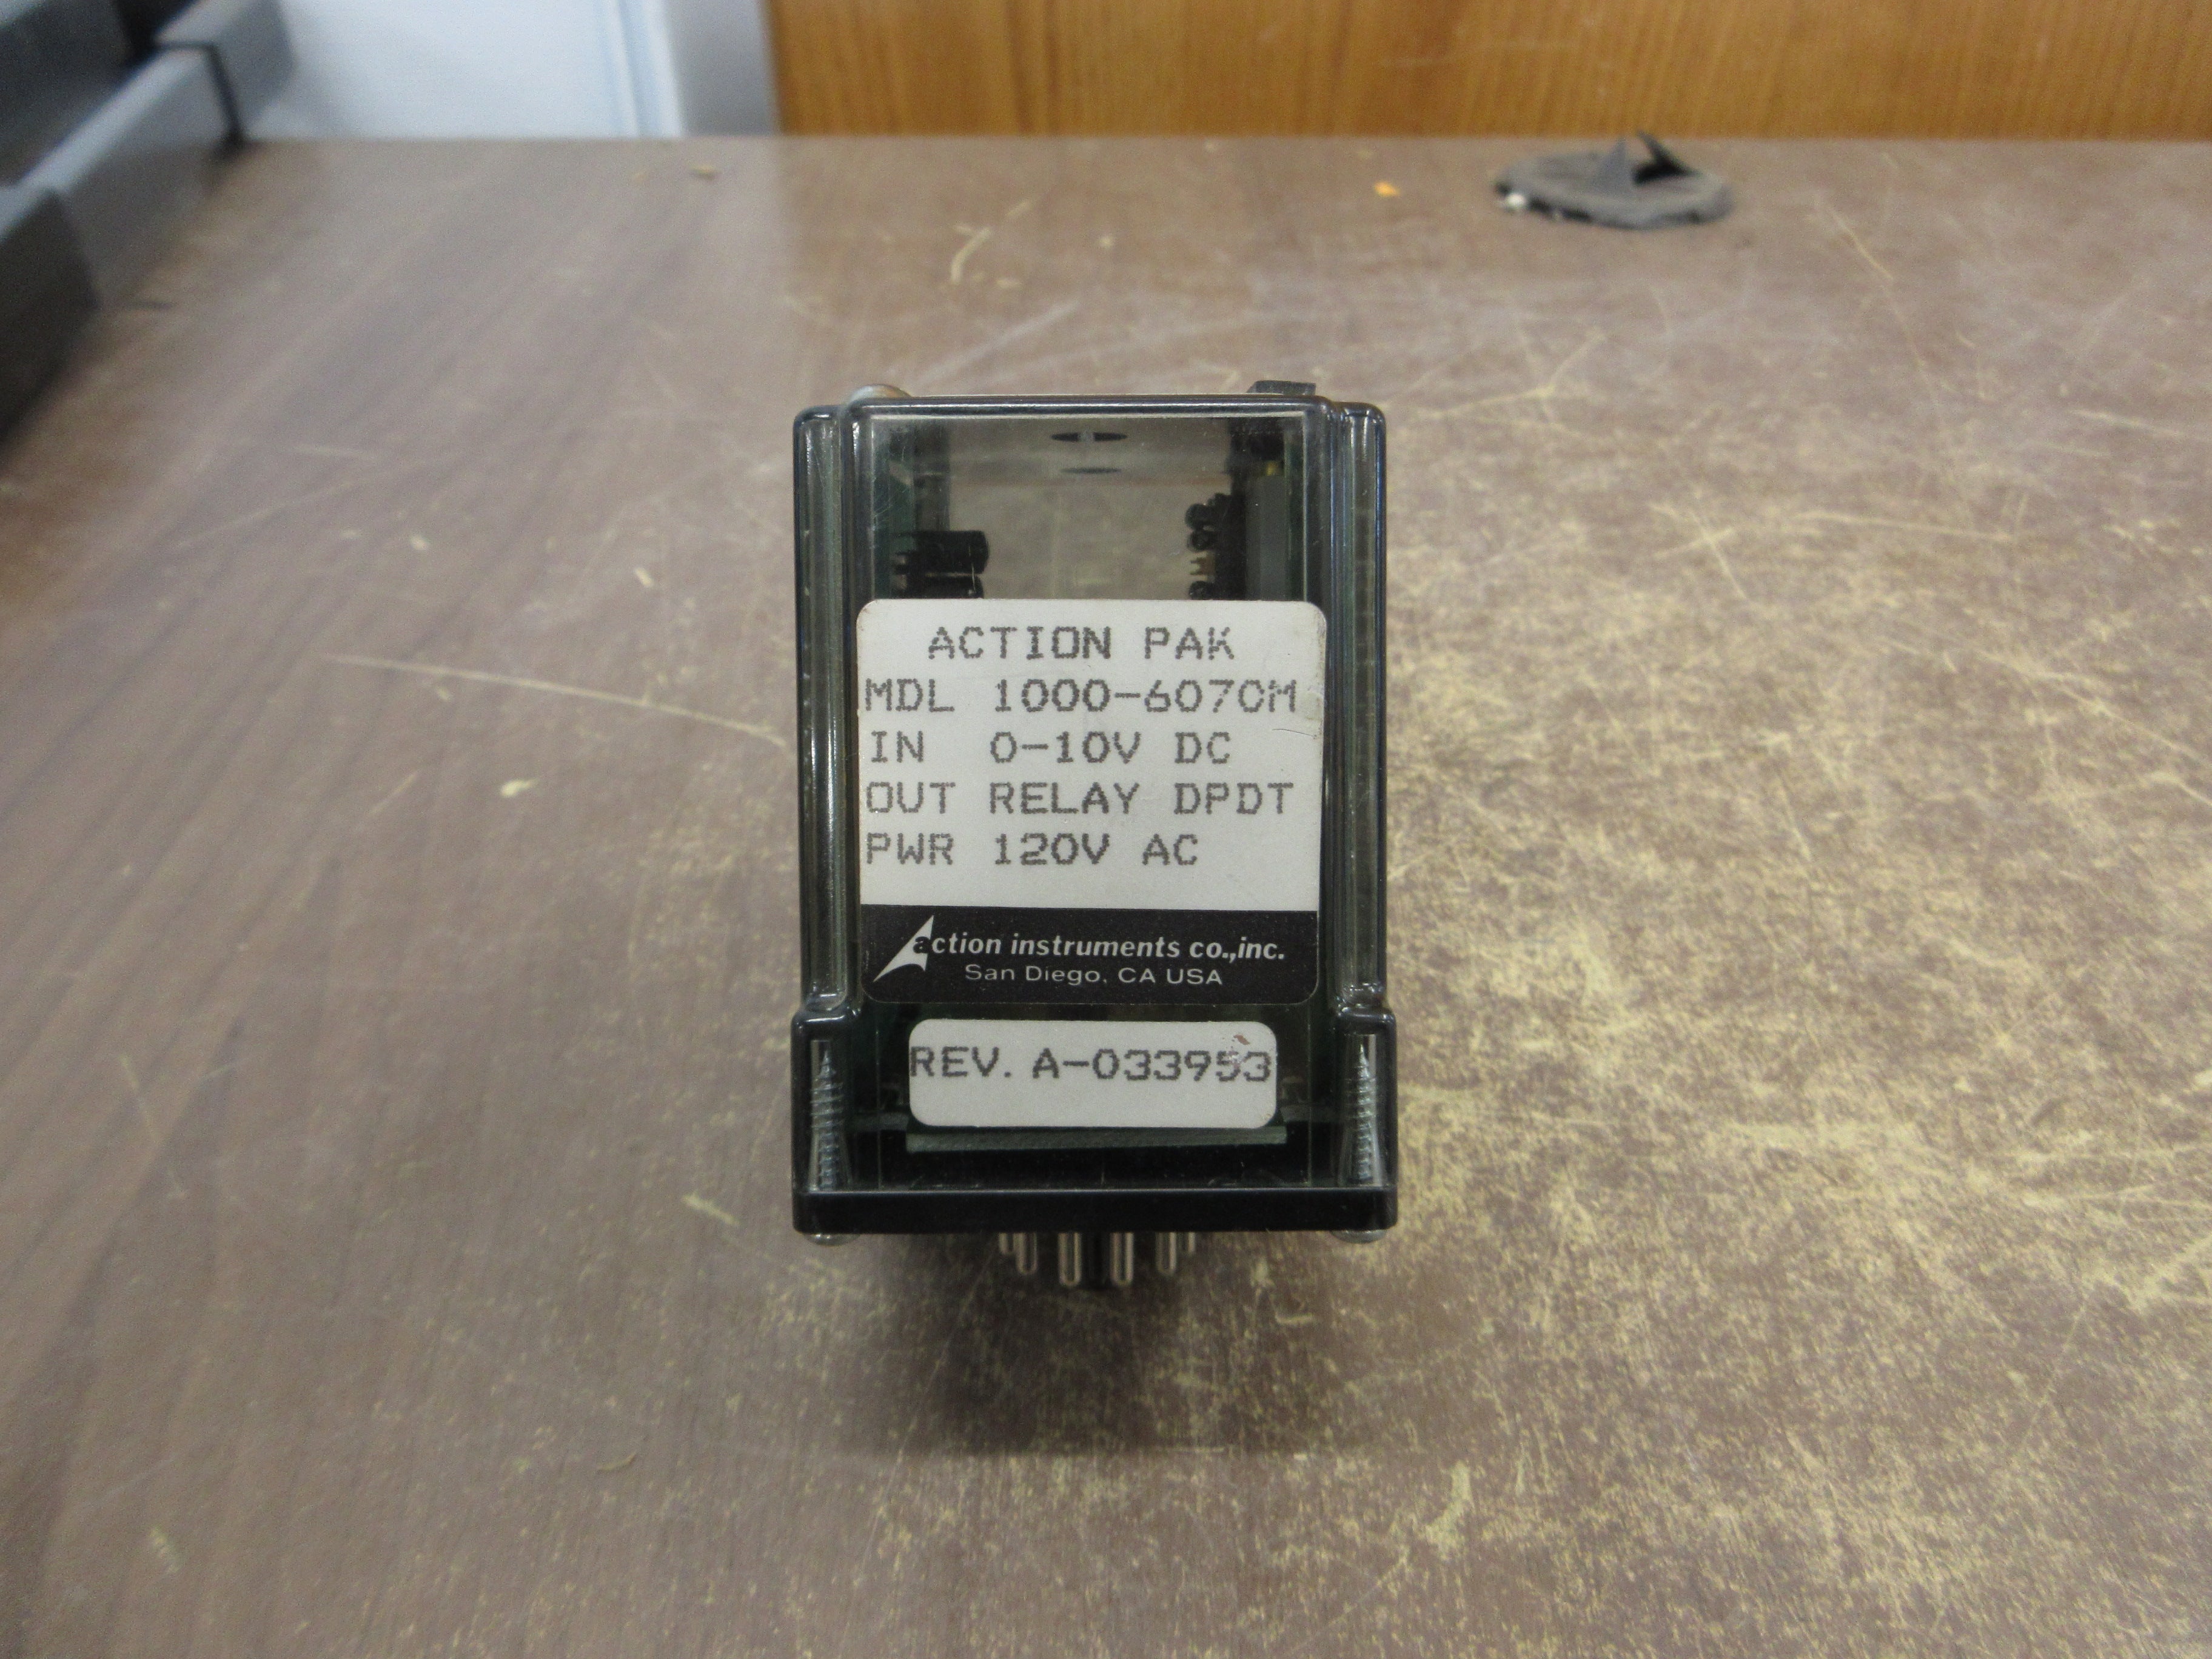 ACTION PAK
MDL 1000-607OM
IN 0-10V DC
OUT RELAY DPDT
PWR 120V AC
action instruments co.,inc.
San Diego, CA USA
REV. A-033953